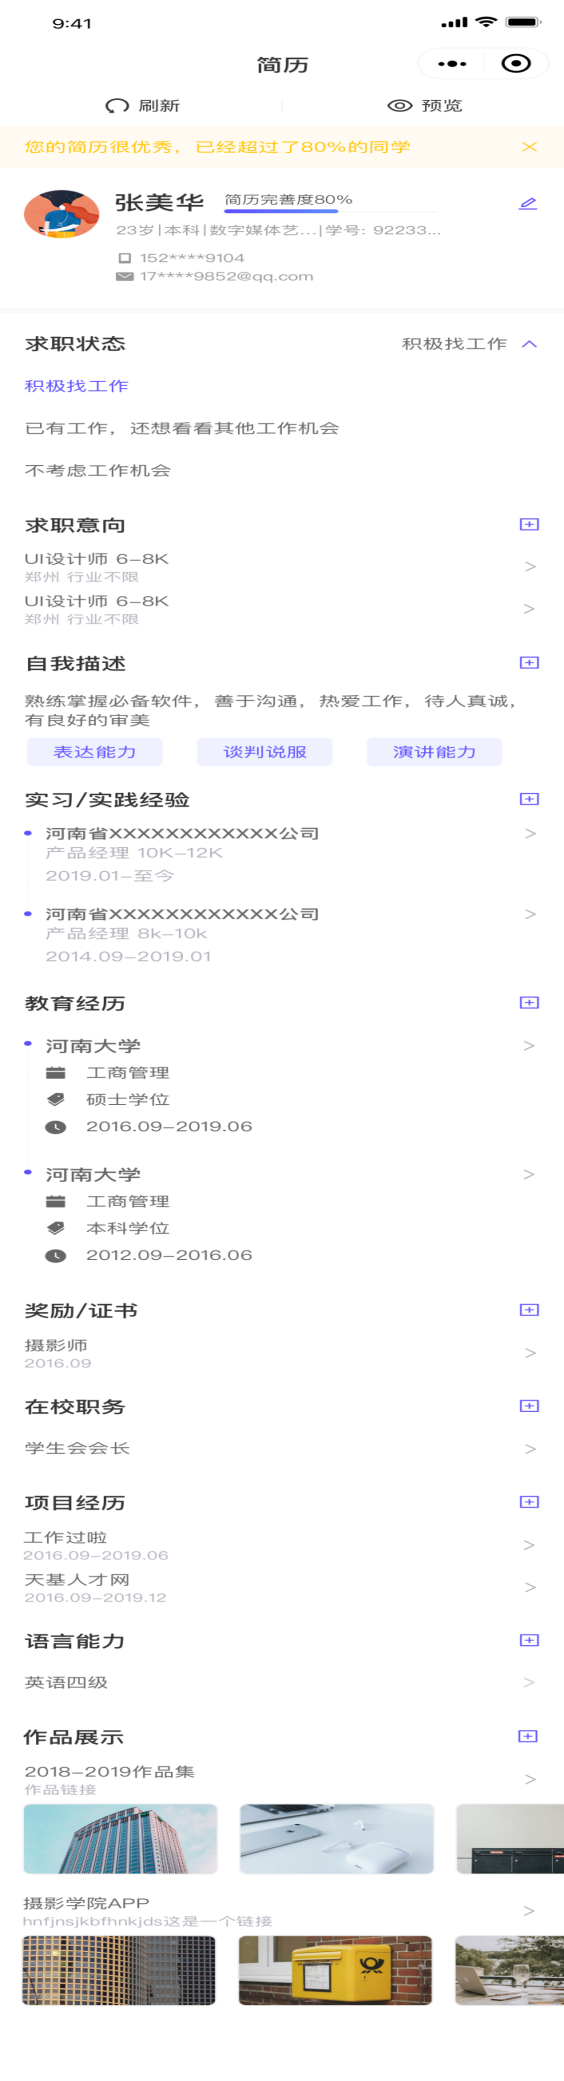 9:41
简历
刷新
预览
您的简历很优秀，已经超过了80%的同学
张美华
简历完善度80%
23岁|本科|数字媒体艺...|学号: 92233...
152****9104
17****9852@qq.com
求职状态
积极找工作
积极找工作
已有工作，还想看看其他工作机会
不考虑工作机会
求职意向
UI设计师 6-8K
郑州 行业不限
UI设计师 6-8K
郑州 行业不限
自我描述
熟练掌握必备软件，善于沟通，热爱工作，待人真诚，
有良好的审美
表达能力
谈判说服
演讲能力
实习/实践经验
河南省XXXXXXXXXXXX公司
产品经理 10K-12K
2019.01-至今
河南省XXXXXXXXXXXX公司
产品经理 8k-10k
2014.09-2019.01
教育经历
河南大学
工商管理
硕士学位
2016.09-2019.06
河南大学
工商管理
本科学位
2012.09-2016.06
奖励/证书
摄影师
2016.09
在校职务
学生会会长
项目经历
工作过啦
2016.09-2019.06
天基人才网
2016.09-2019.12
语言能力
英语四级
作品展示
2018-2019作品集
作品链接
摄影学院APP
hnfjnsjkbfhnkjds这是一个链接